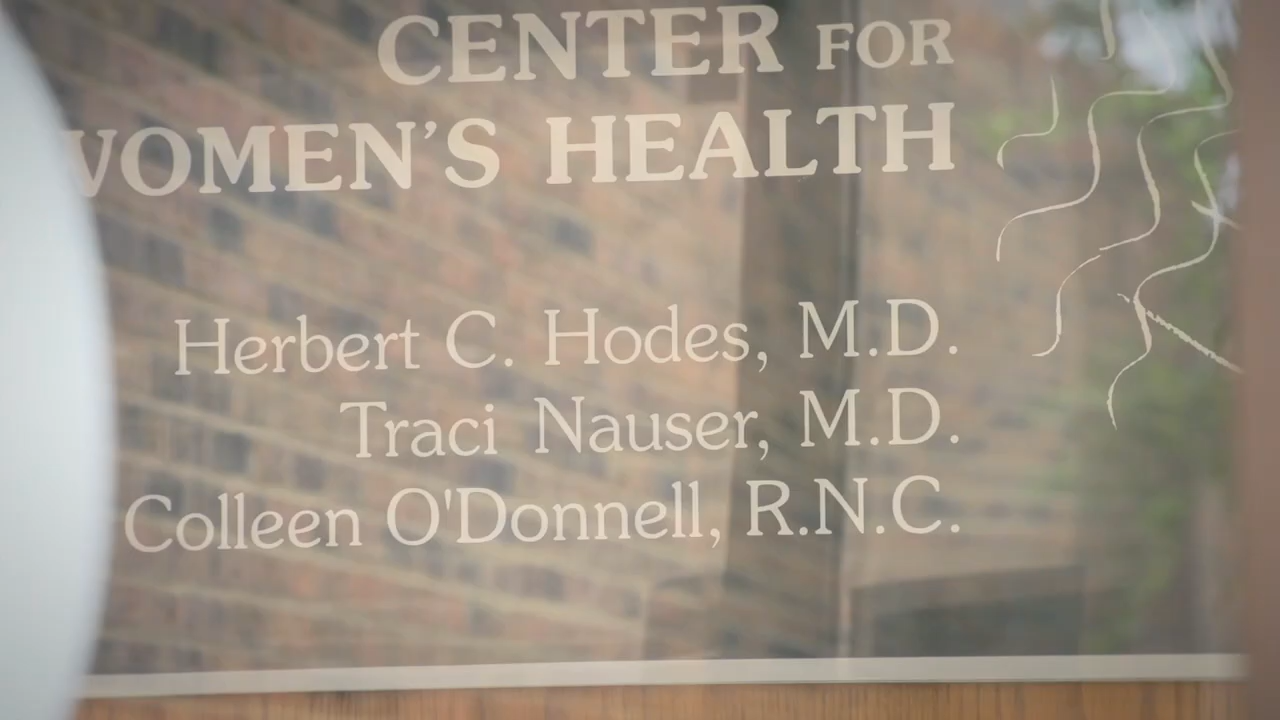 CENTER FOR
WOMEN'S HEALTH
Herbert C. Hodes, M.D.
Traci Nauser, M.D.
Colleen O'Donnell, R.N.C.